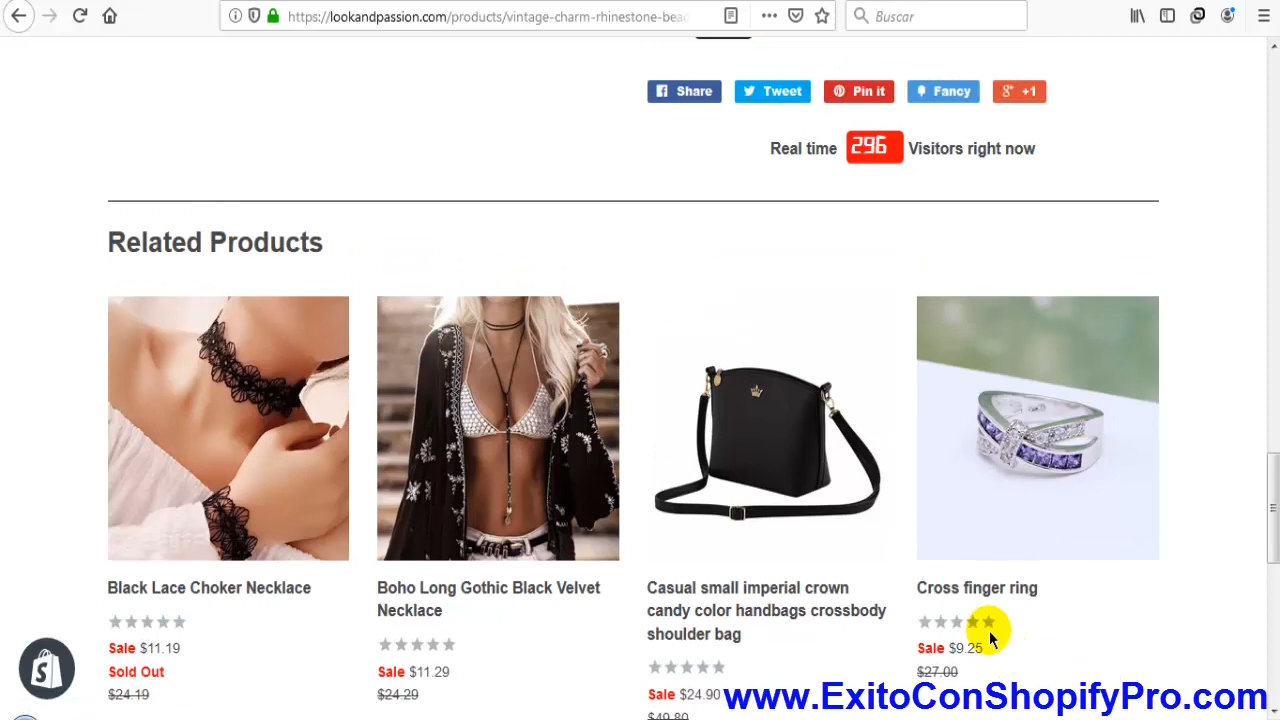 https://lookandpassion.com/products/vintage-charm-rhinestone-bead
Buscar
Share
Tweet
Pin it
Fancy
g+ +1
Real time 296 Visitors right now
Related Products
Black Lace Choker Necklace
Sale $11.19
Sold Out
$24.19
Boho Long Gothic Black Velvet
Necklace
Sale $11.29
$24.29
Casual small imperial crown
candy color handbags crossbody
shoulder bag
Sale $24.90
$49.80
Cross finger ring
Sale $9.25
$27.00
www.ExitoConShopifyPro.com